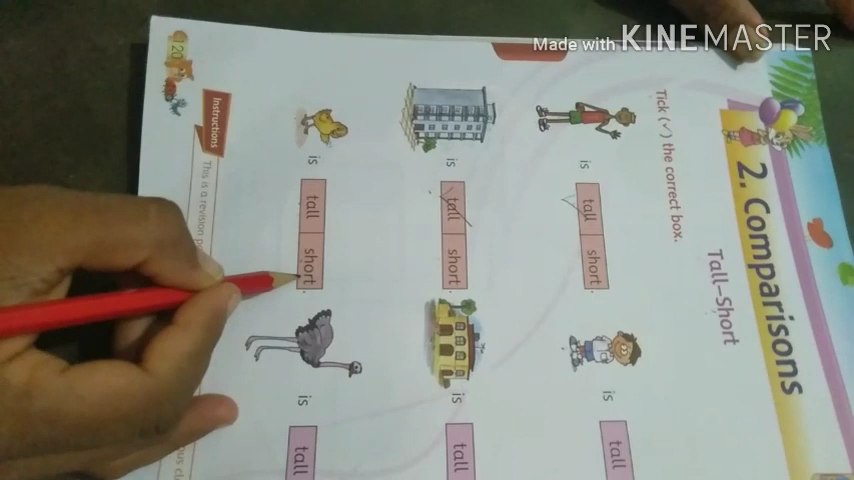 Made with KINEMASTER
2. Comparisons
Tall–Short
Tick (✓) the correct box.
is tall short.
is tall
is tall short.
is tall
is tall short.
is tall
Instructions
This is a revision
20